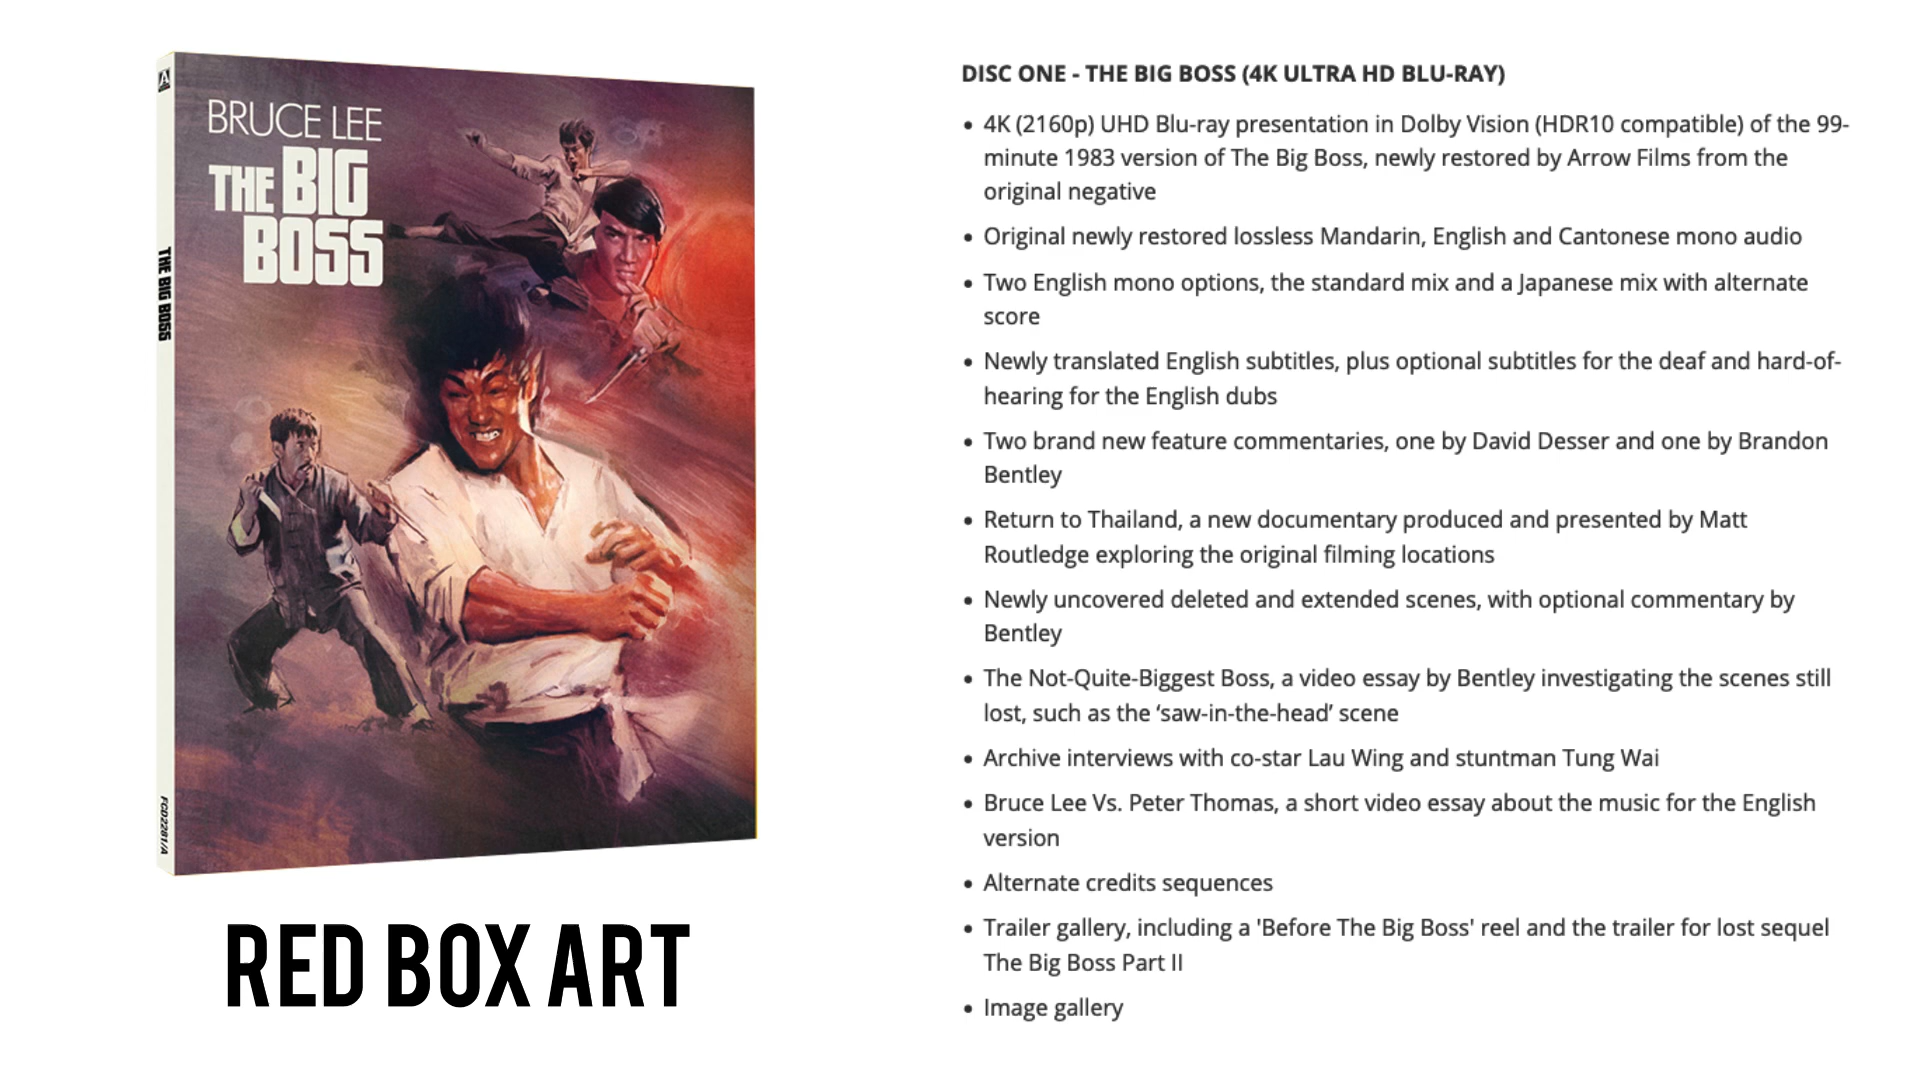 BRUCE LEE
THE BIG
BOSS
THE BIG BOSS
FCD2281/A
RED BOX ART
DISC ONE - THE BIG BOSS (4K ULTRA HD BLU-RAY)
• 4K (2160p) UHD Blu-ray presentation in Dolby Vision (HDR10 compatible) of the 99-
minute 1983 version of The Big Boss, newly restored by Arrow Films from the
original negative
• Original newly restored lossless Mandarin, English and Cantonese mono audio
• Two English mono options, the standard mix and a Japanese mix with alternate
score
• Newly translated English subtitles, plus optional subtitles for the deaf and hard-of-
hearing for the English dubs
• Two brand new feature commentaries, one by David Desser and one by Brandon
Bentley
• Return to Thailand, a new documentary produced and presented by Matt
Routledge exploring the original filming locations
• Newly uncovered deleted and extended scenes, with optional commentary by
Bentley
• The Not-Quite-Biggest Boss, a video essay by Bentley investigating the scenes still
lost, such as the ‘saw-in-the-head’ scene
• Archive interviews with co-star Lau Wing and stuntman Tung Wai
• Bruce Lee Vs. Peter Thomas, a short video essay about the music for the English
version
• Alternate credits sequences
• Trailer gallery, including a 'Before The Big Boss' reel and the trailer for lost sequel
The Big Boss Part II
• Image gallery